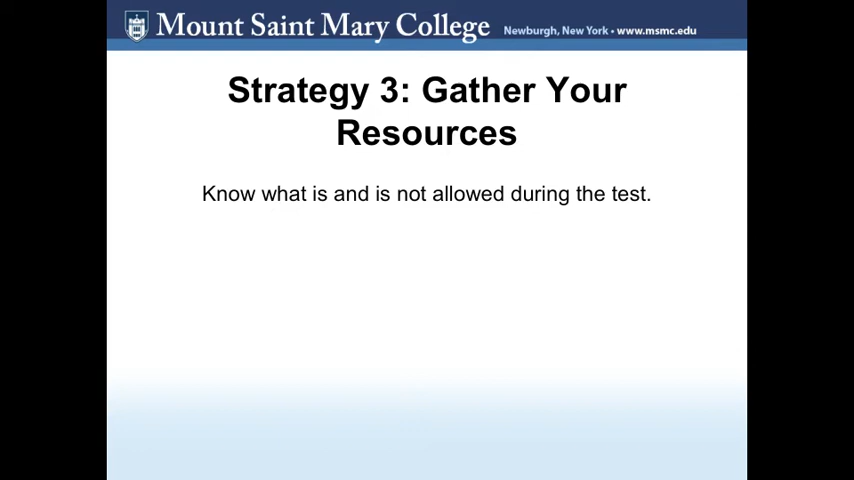 Mount Saint Mary College Newburgh, New York • www.msmc.edu
Strategy 3: Gather Your
Resources
Know what is and is not allowed during the test.